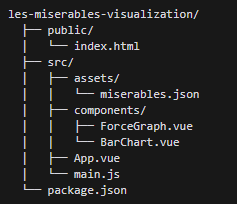 les-miserables-visualization/
├── public/
│   └── index.html
├── src/
│   ├── assets/
│   │   └── miserables.json
│   ├── components/
│   │   ├── ForceGraph.vue
│   │   └── BarChart.vue
│   ├── App.vue
│   └── main.js
└── package.json